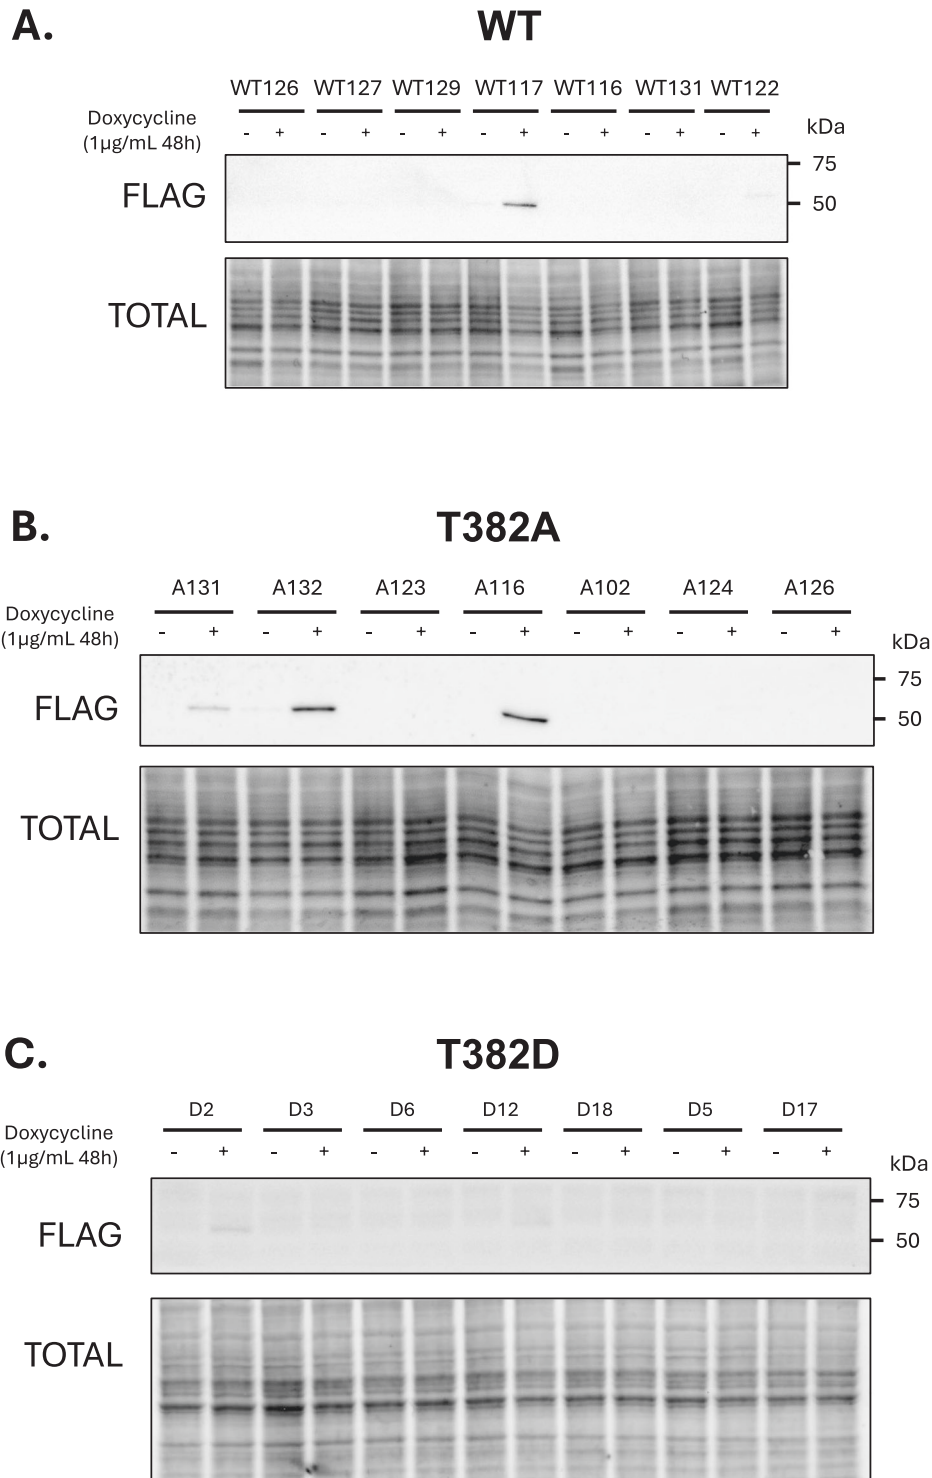 A.
WT
WT126 WT127 WT129 WT117 WT116 WT131 WT122
Doxycycline
(1µg/mL 48h)
- + - + - + - + - + - + - +
kDa
75
FLAG
50
TOTAL
B.
T382A
A131 A132 A123 A116 A102 A124 A126
Doxycycline
(1µg/mL 48h)
- + - + - + - + - + - + - +
kDa
75
FLAG
50
TOTAL
C.
T382D
D2 D3 D6 D12 D18 D5 D17
Doxycycline
(1µg/mL 48h)
- + - + - + - + - + - + - +
kDa
75
FLAG
50
TOTAL